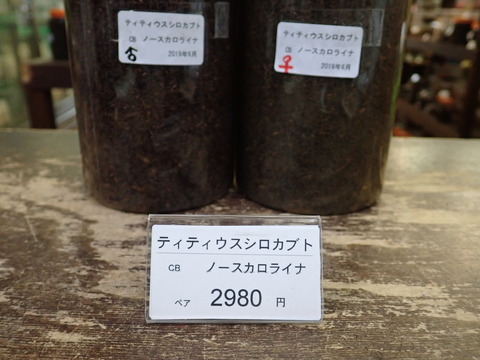 ティティウスシロカブト
CB ノースカロライナ
2019年6月
♂
ティティウスシロカブト
CB ノースカロライナ
2019年6月
♀
ティティウスシロカブト
CB ノースカロライナ
ペア 2980 円